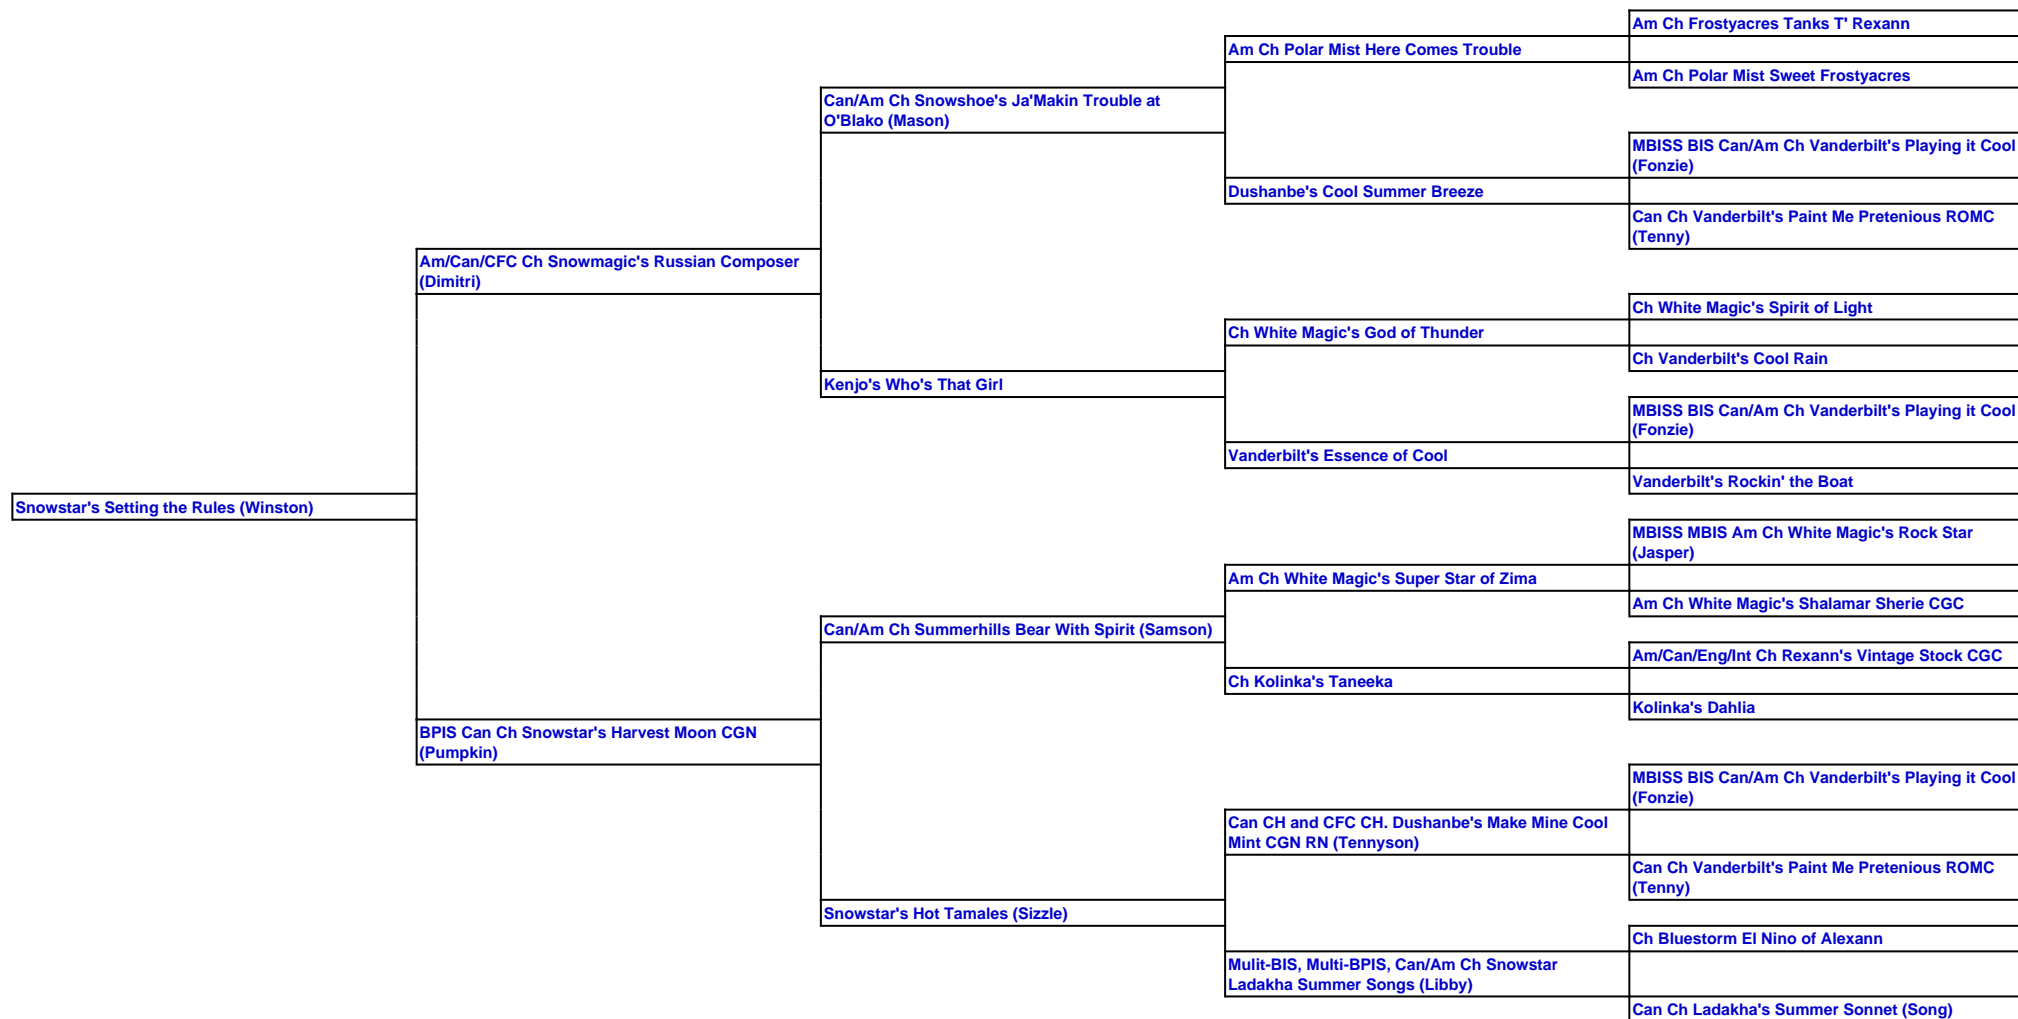 Am Ch Frostyacres Tanks T' Rexann
Am Ch Polar Mist Here Comes Trouble
Am Ch Polar Mist Sweet Frostyacres
Can/Am Ch Snowshoe's Ja'Makin Trouble at
O'Blako (Mason)
MBISS BIS Can/Am Ch Vanderbilt's Playing it Cool
(Fonzie)
Dushanbe's Cool Summer Breeze
Can Ch Vanderbilt's Paint Me Pretenious ROMC
(Tenny)
Am/Can/CFC Ch Snowmagic's Russian Composer
(Dimitri)
Ch White Magic's Spirit of Light
Ch White Magic's God of Thunder
Ch Vanderbilt's Cool Rain
Kenjo's Who's That Girl
MBISS BIS Can/Am Ch Vanderbilt's Playing it Cool
(Fonzie)
Vanderbilt's Essence of Cool
Vanderbilt's Rockin' the Boat
Snowstar's Setting the Rules (Winston)
MBISS MBIS Am Ch White Magic's Rock Star
(Jasper)
Am Ch White Magic's Super Star of Zima
Am Ch White Magic's Shalamar Sherie CGC
Can/Am Ch Summerhills Bear With Spirit (Samson)
Am/Can/Eng/Int Ch Rexann's Vintage Stock CGC
Ch Kolinka's Taneeka
Kolinka's Dahlia
BPIS Can Ch Snowstar's Harvest Moon CGN
(Pumpkin)
MBISS BIS Can/Am Ch Vanderbilt's Playing it Cool
(Fonzie)
Can CH and CFC CH. Dushanbe's Make Mine Cool
Mint CGN RN (Tennyson)
Can Ch Vanderbilt's Paint Me Pretenious ROMC
(Tenny)
Snowstar's Hot Tamales (Sizzle)
Ch Bluestorm El Nino of Alexann
Mulit-BIS, Multi-BPIS, Can/Am Ch Snowstar
Ladakha Summer Songs (Libby)
Can Ch Ladakha's Summer Sonnet (Song)